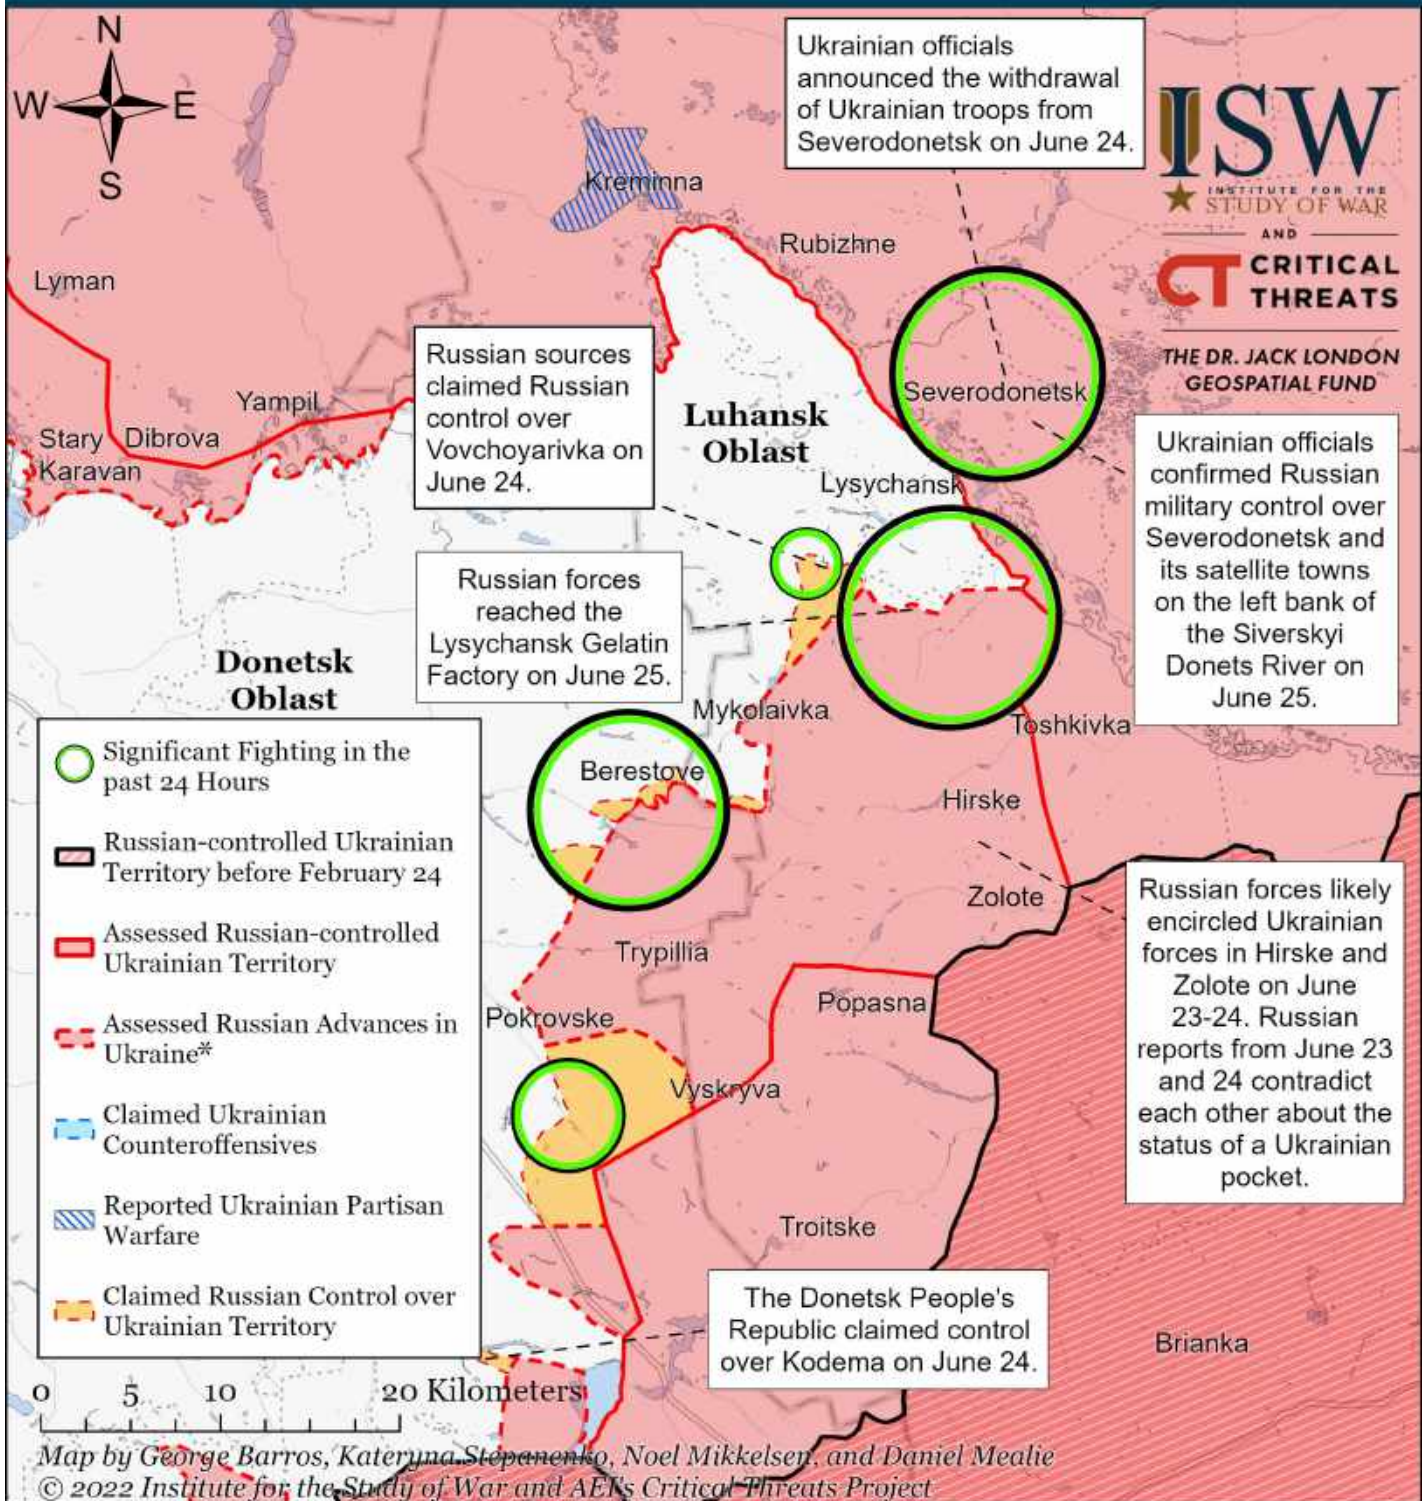 N
W
E
S
Ukrainian officials
announced the withdrawal
of Ukrainian troops from
Severodonetsk on June 24.
ISW
INSTITUTE FOR THE
STUDY OF WAR
AND
CT CRITICAL
THREATS
THE DR. JACK LONDON
GEOSPATIAL FUND
Kreminna
Rubizhne
Lyman
Russian sources
claimed Russian
control over
Vovchoyarivka on
June 24.
Severodonetsk
Yampil
Luhansk
Oblast
Stary
Karavan
Dibrova
Lysychansk
Ukrainian officials
confirmed Russian
military control over
Severodonetsk and
its satellite towns
on the left bank of
the Siverskyi
Donets River on
June 25.
Russian forces
reached the
Lysychansk Gelatin
Factory on June 25.
Donetsk
Oblast
Mykolaivka
Toshkivka
Berestove
Hirske
Zolote
Trypillia
Popasna
Pokrovske
Vyskryva
Troitske
Brianka
Russian forces likely
encircled Ukrainian
forces in Hirske and
Zolote on June
23-24. Russian
reports from June 23
and 24 contradict
each other about the
status of a Ukrainian
pocket.
The Donetsk People's
Republic claimed control
over Kodema on June 24.
Significant Fighting in the
past 24 Hours
Russian-controlled Ukrainian
Territory before February 24
Assessed Russian-controlled
Ukrainian Territory
Assessed Russian Advances in
Ukraine*
Claimed Ukrainian
Counteroffensives
Reported Ukrainian Partisan
Warfare
Claimed Russian Control over
Ukrainian Territory
0 5 10 20 Kilometers
Map by George Barros, Kateryna Stepanenko, Noel Mikkelsen, and Daniel Mealie
© 2022 Institute for the Study of War and AEI's Critical Threats Project